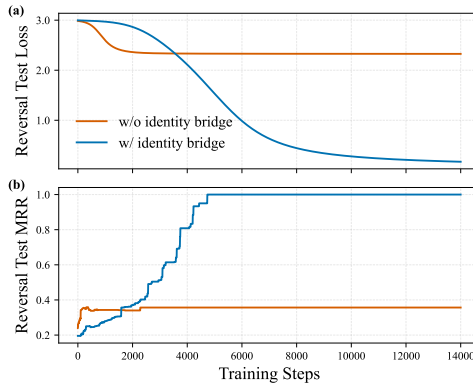 (a)
Reversal Test Loss
3.0
2.0
1.0
w/o identity bridge
w/ identity bridge
(b)
Reversal Test MRR
1.0
0.8
0.6
0.4
0.2
0
2000
4000
6000
8000
10000
12000
14000
Training Steps